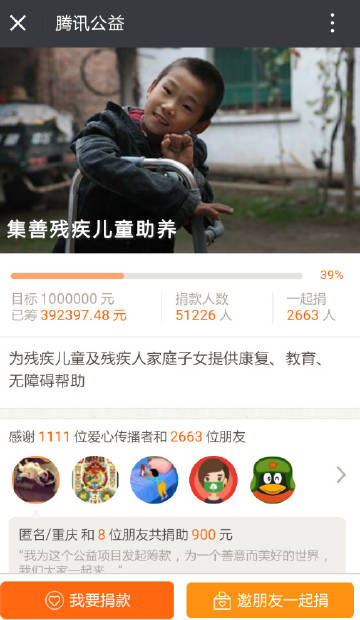 腾讯公益
集善残疾儿童助养
39%
目标 1000000 元
捐款人数
一起捐
已筹 392397.48 元
51226 人
2663 人
为残疾儿童及残疾人家庭子女提供康复、教育、
无障碍帮助
感谢 1111 位爱心传播者和 2663 位朋友
匿名/重庆 和 8 位朋友共捐助 900 元
“我为这个公益项目发起筹款，为一个善意而美好的世界，
我们大家一起来。”
我要捐款
邀朋友一起捐